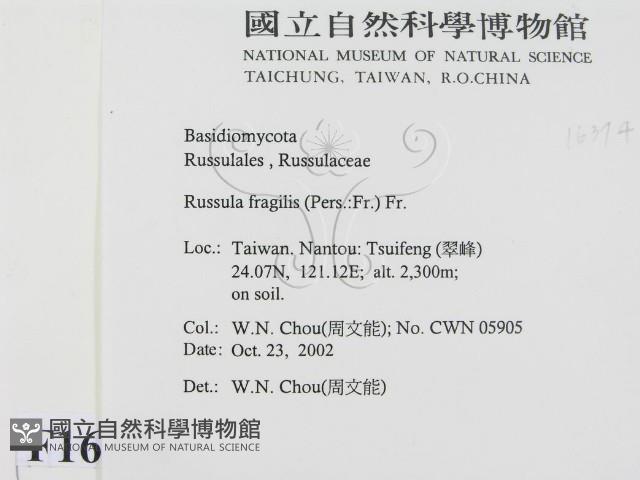 國立自然科學博物館
NATIONAL MUSEUM OF NATURAL SCIENCE
TAICHUNG, TAIWAN, R.O.CHINA
Basidiomycota
Russulales , Russulaceae
Russula fragilis (Pers.:Fr.) Fr.
Loc.: Taiwan. Nantou: Tsuifeng (翠峰)
24.07N, 121.12E; alt. 2,300m;
on soil.
Col.: W.N. Chou(周文能); No. CWN 05905
Date: Oct. 23, 2002
Det.: W.N. Chou(周文能)
國立自然科學博物館
NATIONAL MUSEUM OF NATURAL SCIENCE
F16